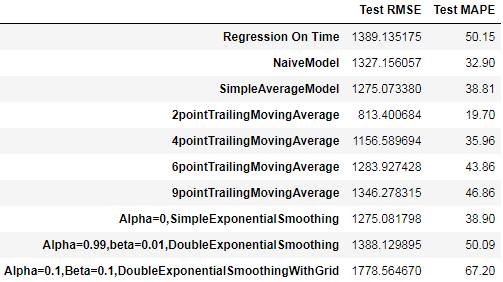 Test RMSE Test MAPE
Regression On Time 1389.135175 50.15
NaiveModel 1327.156057 32.90
SimpleAverageModel 1275.073380 38.81
2pointTrailingMovingAverage 813.400684 19.70
4pointTrailingMovingAverage 1156.589694 35.96
6pointTrailingMovingAverage 1283.927428 43.86
9pointTrailingMovingAverage 1346.278315 46.86
Alpha=0,SimpleExponentialSmoothing 1275.081798 38.90
Alpha=0.99,beta=0.01,DoubleExponentialSmoothing 1388.129895 50.09
Alpha=0.1,Beta=0.1,DoubleExponentialSmoothingWithGrid 1778.564670 67.20